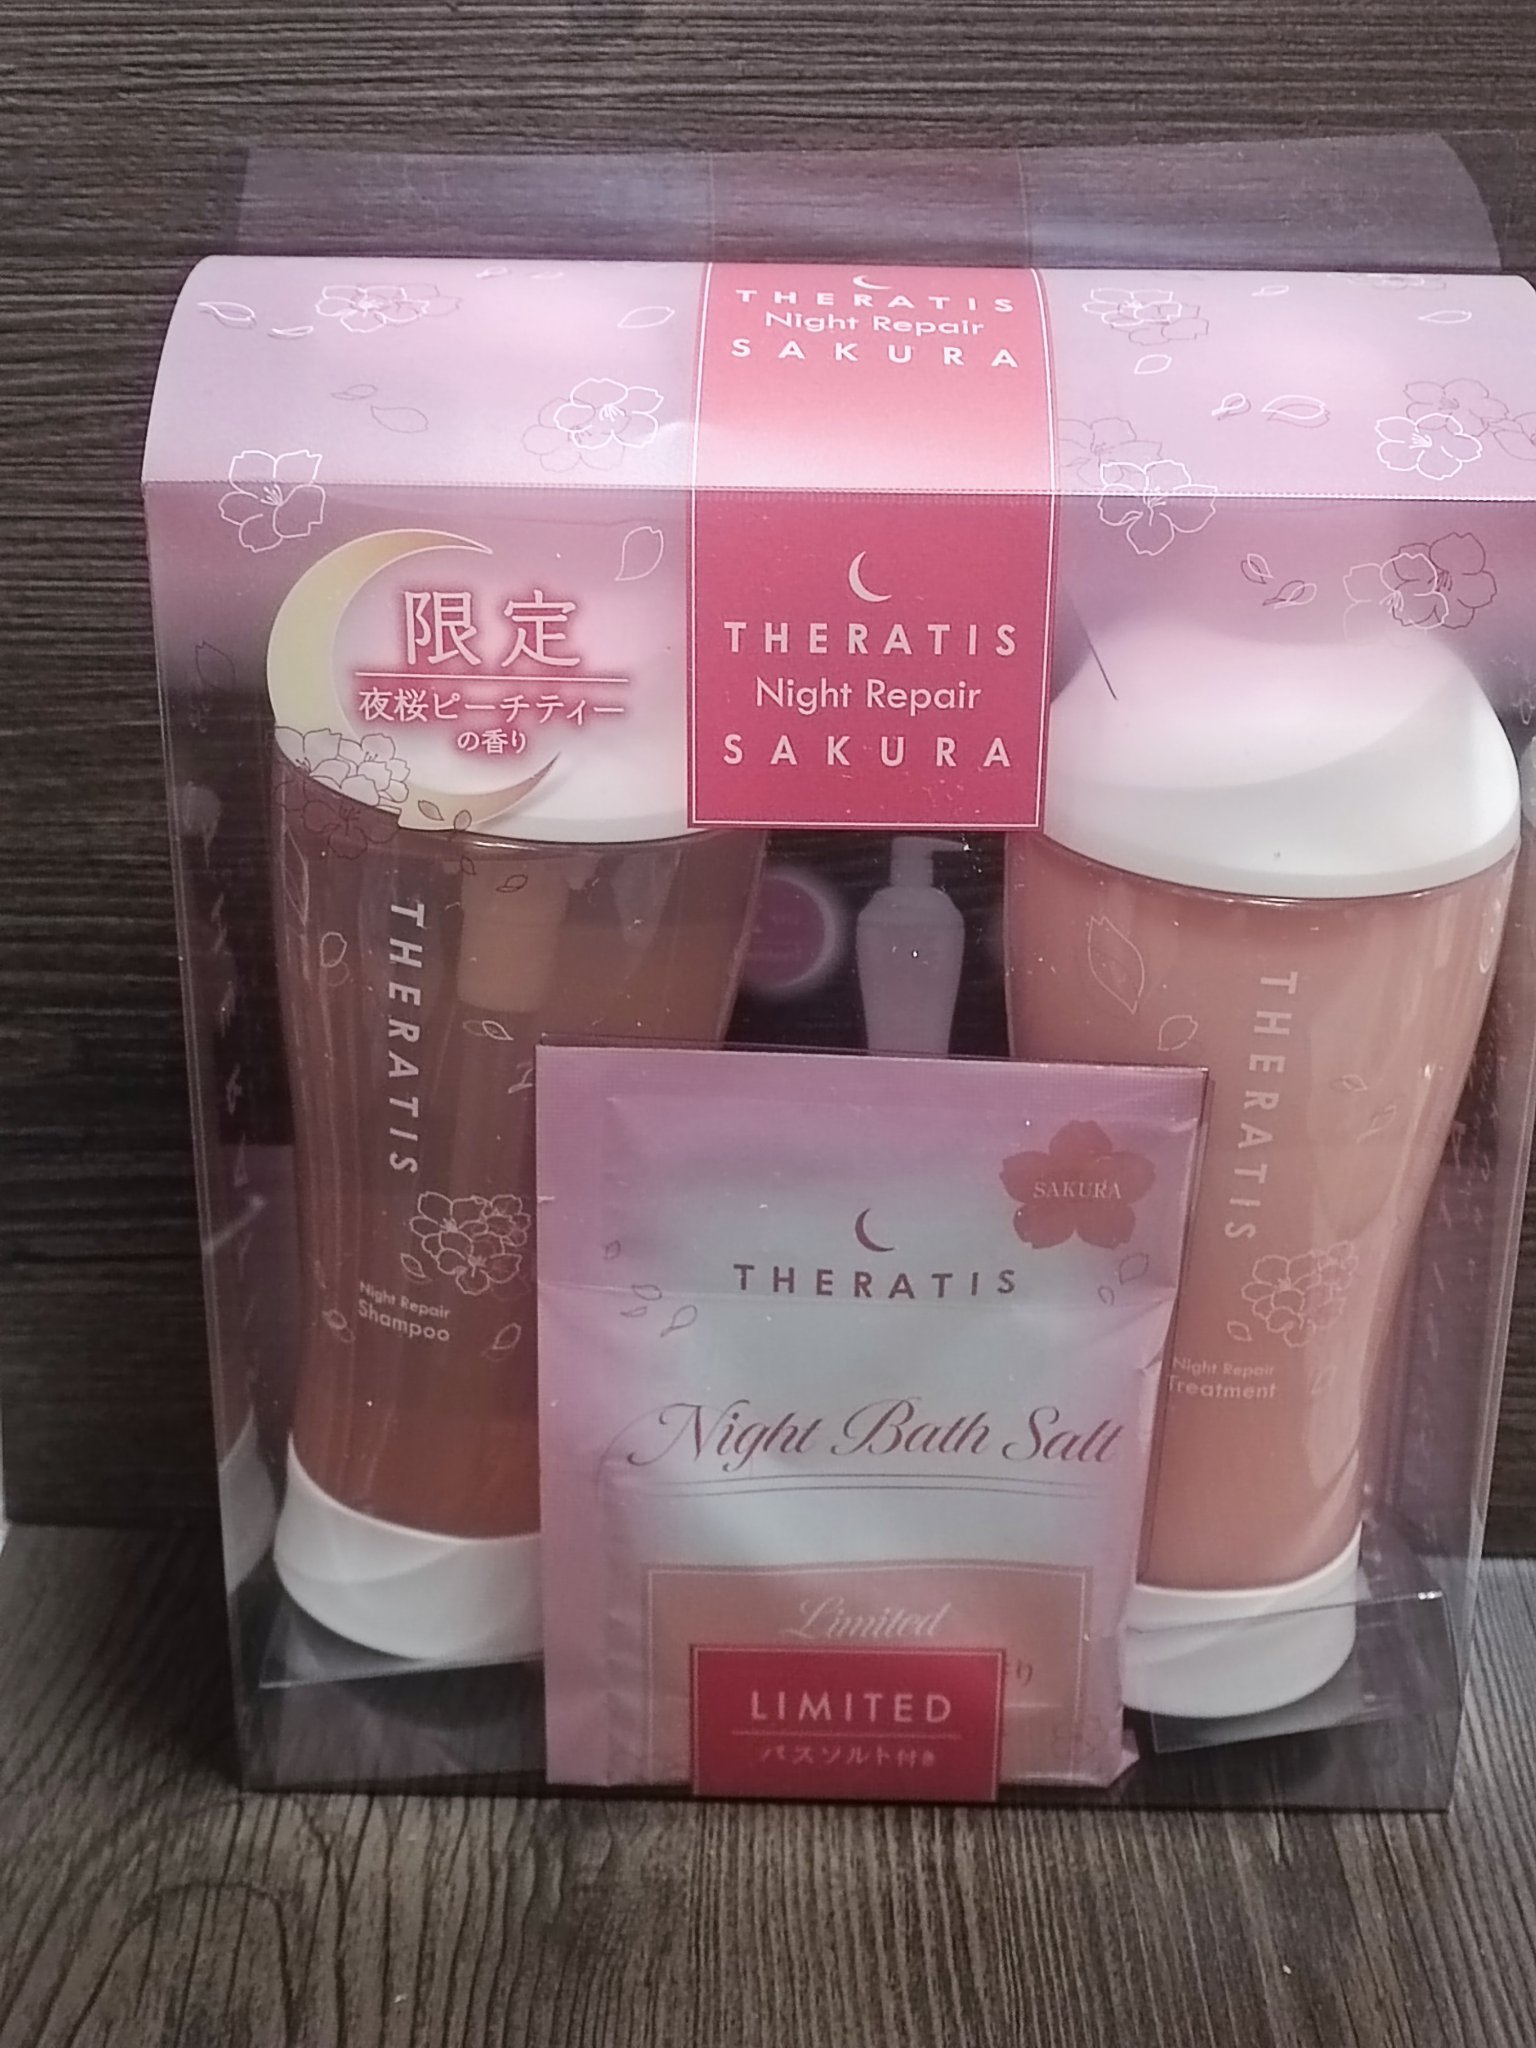 THERATIS
Night Repair
SAKURA
THERATIS
Night Repair
SAKURA
限定
夜桜ピーチティー
の香り
THERATIS
Night Repair
Shampoo
THERATIS
Night Repair
Treatment
SAKURA
THERATIS
Night Bath Salt
Limited
り
LIMITED
バスソルト付き